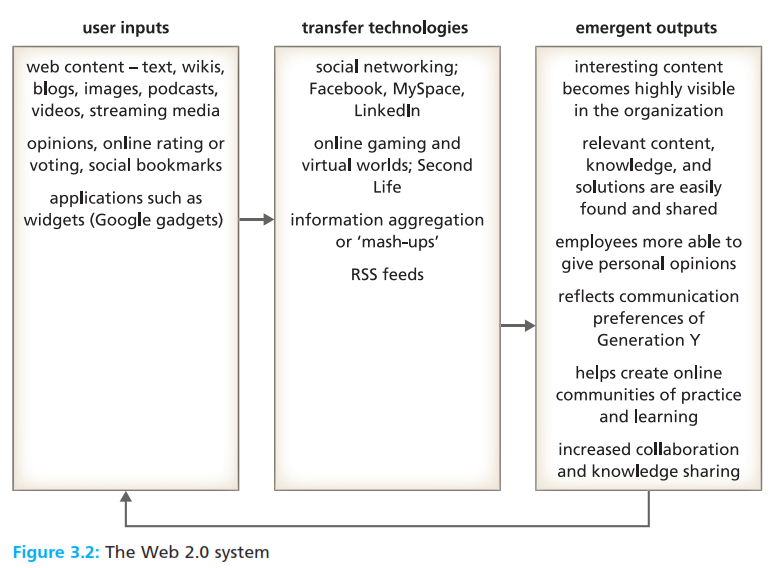 user inputs
web content – text, wikis,
blogs, images, podcasts,
videos, streaming media
opinions, online rating or
voting, social bookmarks
applications such as
widgets (Google gadgets)
transfer technologies
social networking;
Facebook, MySpace,
LinkedIn
online gaming and
virtual worlds; Second
Life
information aggregation
or ‘mash-ups’
RSS feeds
emergent outputs
interesting content
becomes highly visible
in the organization
relevant content,
knowledge, and
solutions are easily
found and shared
employees more able to
give personal opinions
reflects communication
preferences of
Generation Y
helps create online
communities of practice
and learning
increased collaboration
and knowledge sharing
Figure 3.2: The Web 2.0 system